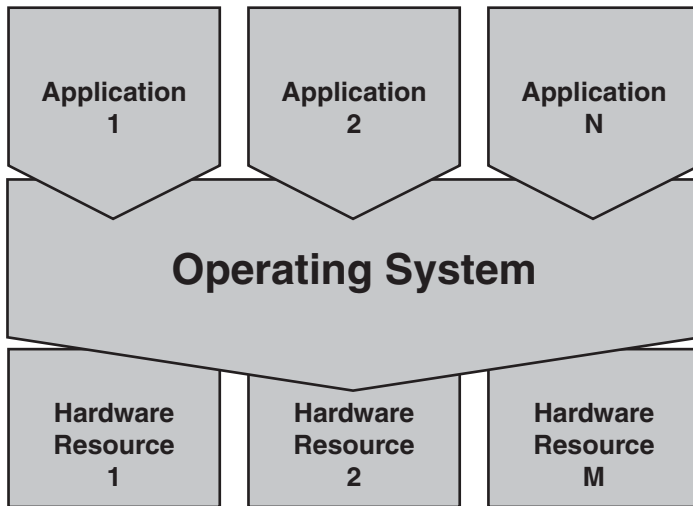 Application
1
Application
2
Application
N
Operating System
Hardware
Resource
1
Hardware
Resource
2
Hardware
Resource
M